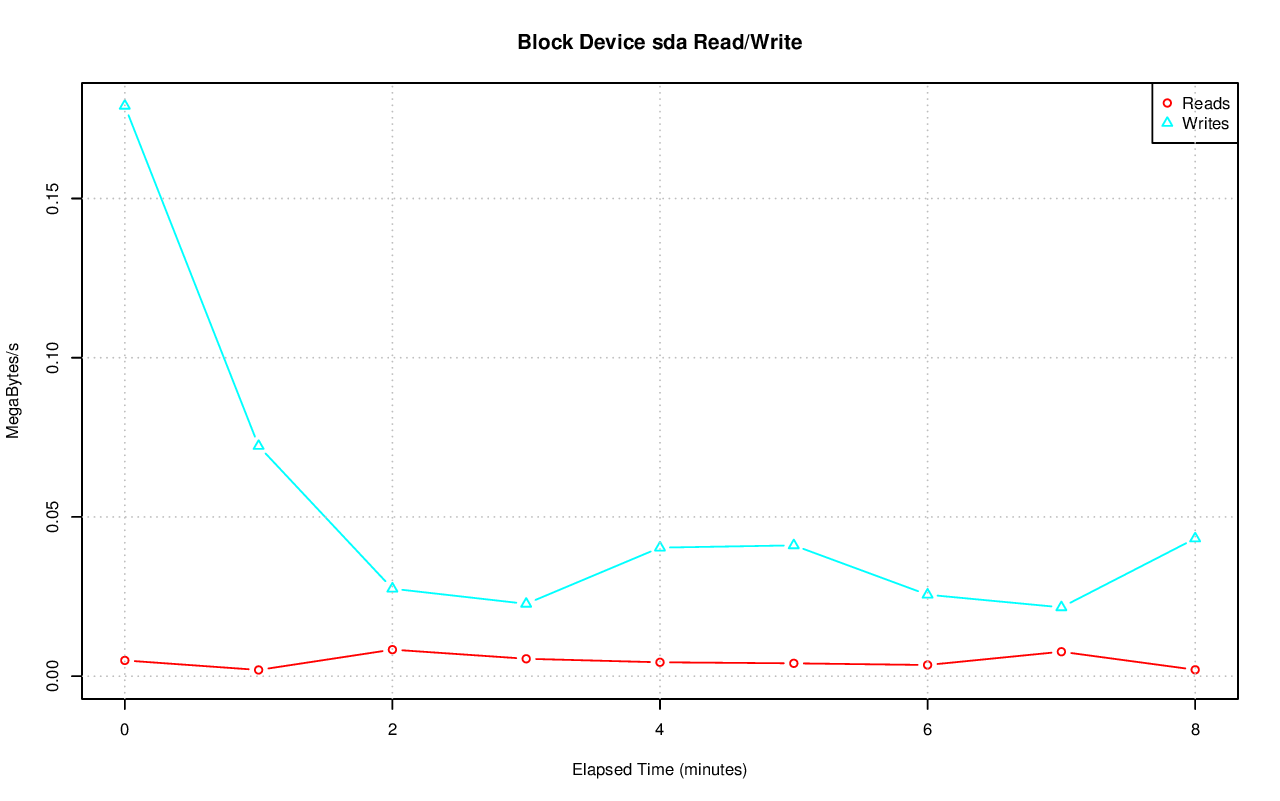 Block Device sda Read/Write
Reads
Writes
MegaBytes/s
0.15
0.10
0.05
0.00
0 2 4 6 8
Elapsed Time (minutes)